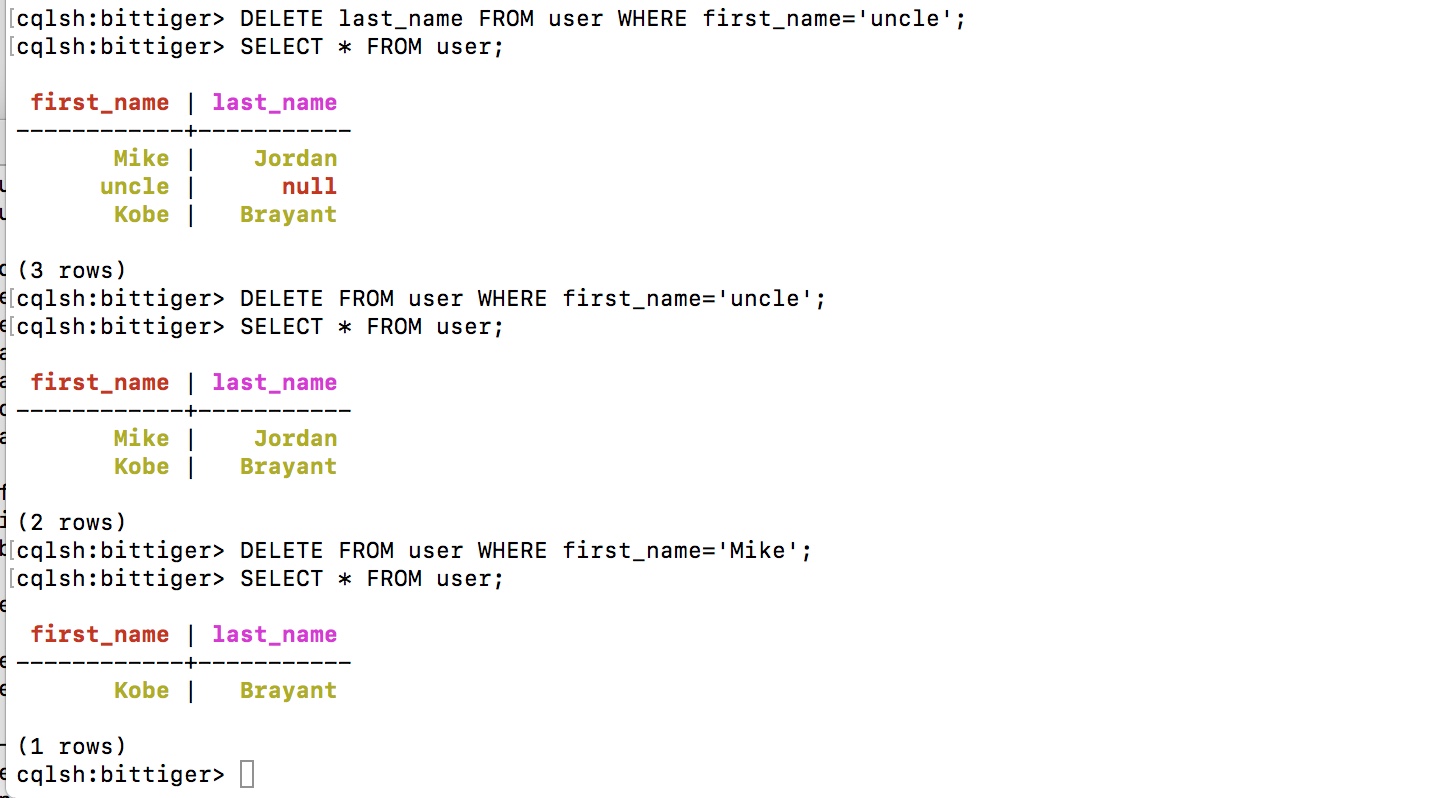 [cqlsh:bittiger> DELETE last_name FROM user WHERE first_name='uncle';
[cqlsh:bittiger> SELECT * FROM user;
first_name | last_name
------------+-----------
Mike | Jordan
uncle | null
Kobe | Brayant
(3 rows)
[cqlsh:bittiger> DELETE FROM user WHERE first_name='uncle';
[cqlsh:bittiger> SELECT * FROM user;
first_name | last_name
------------+-----------
Mike | Jordan
Kobe | Brayant
(2 rows)
[cqlsh:bittiger> DELETE FROM user WHERE first_name='Mike';
[cqlsh:bittiger> SELECT * FROM user;
first_name | last_name
------------+-----------
Kobe | Brayant
(1 rows)
cqlsh:bittiger>